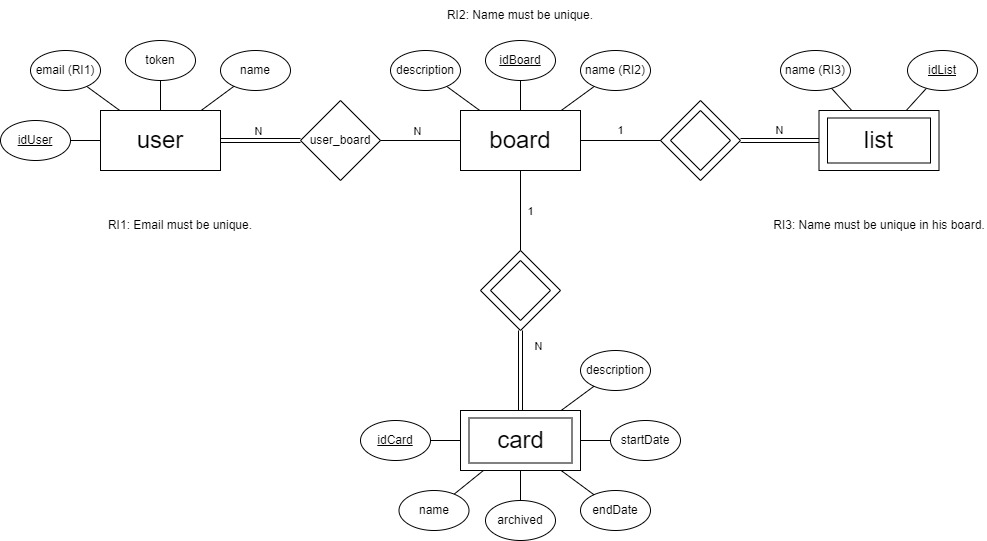 RI2: Name must be unique.
email (RI1)
token
name
description
idBoard
name (RI2)
name (RI3)
idList
idUser
user
N
user_board
N
board
1
N
list
RI1: Email must be unique.
1
RI3: Name must be unique in his board.
N
description
idCard
card
startDate
name
archived
endDate